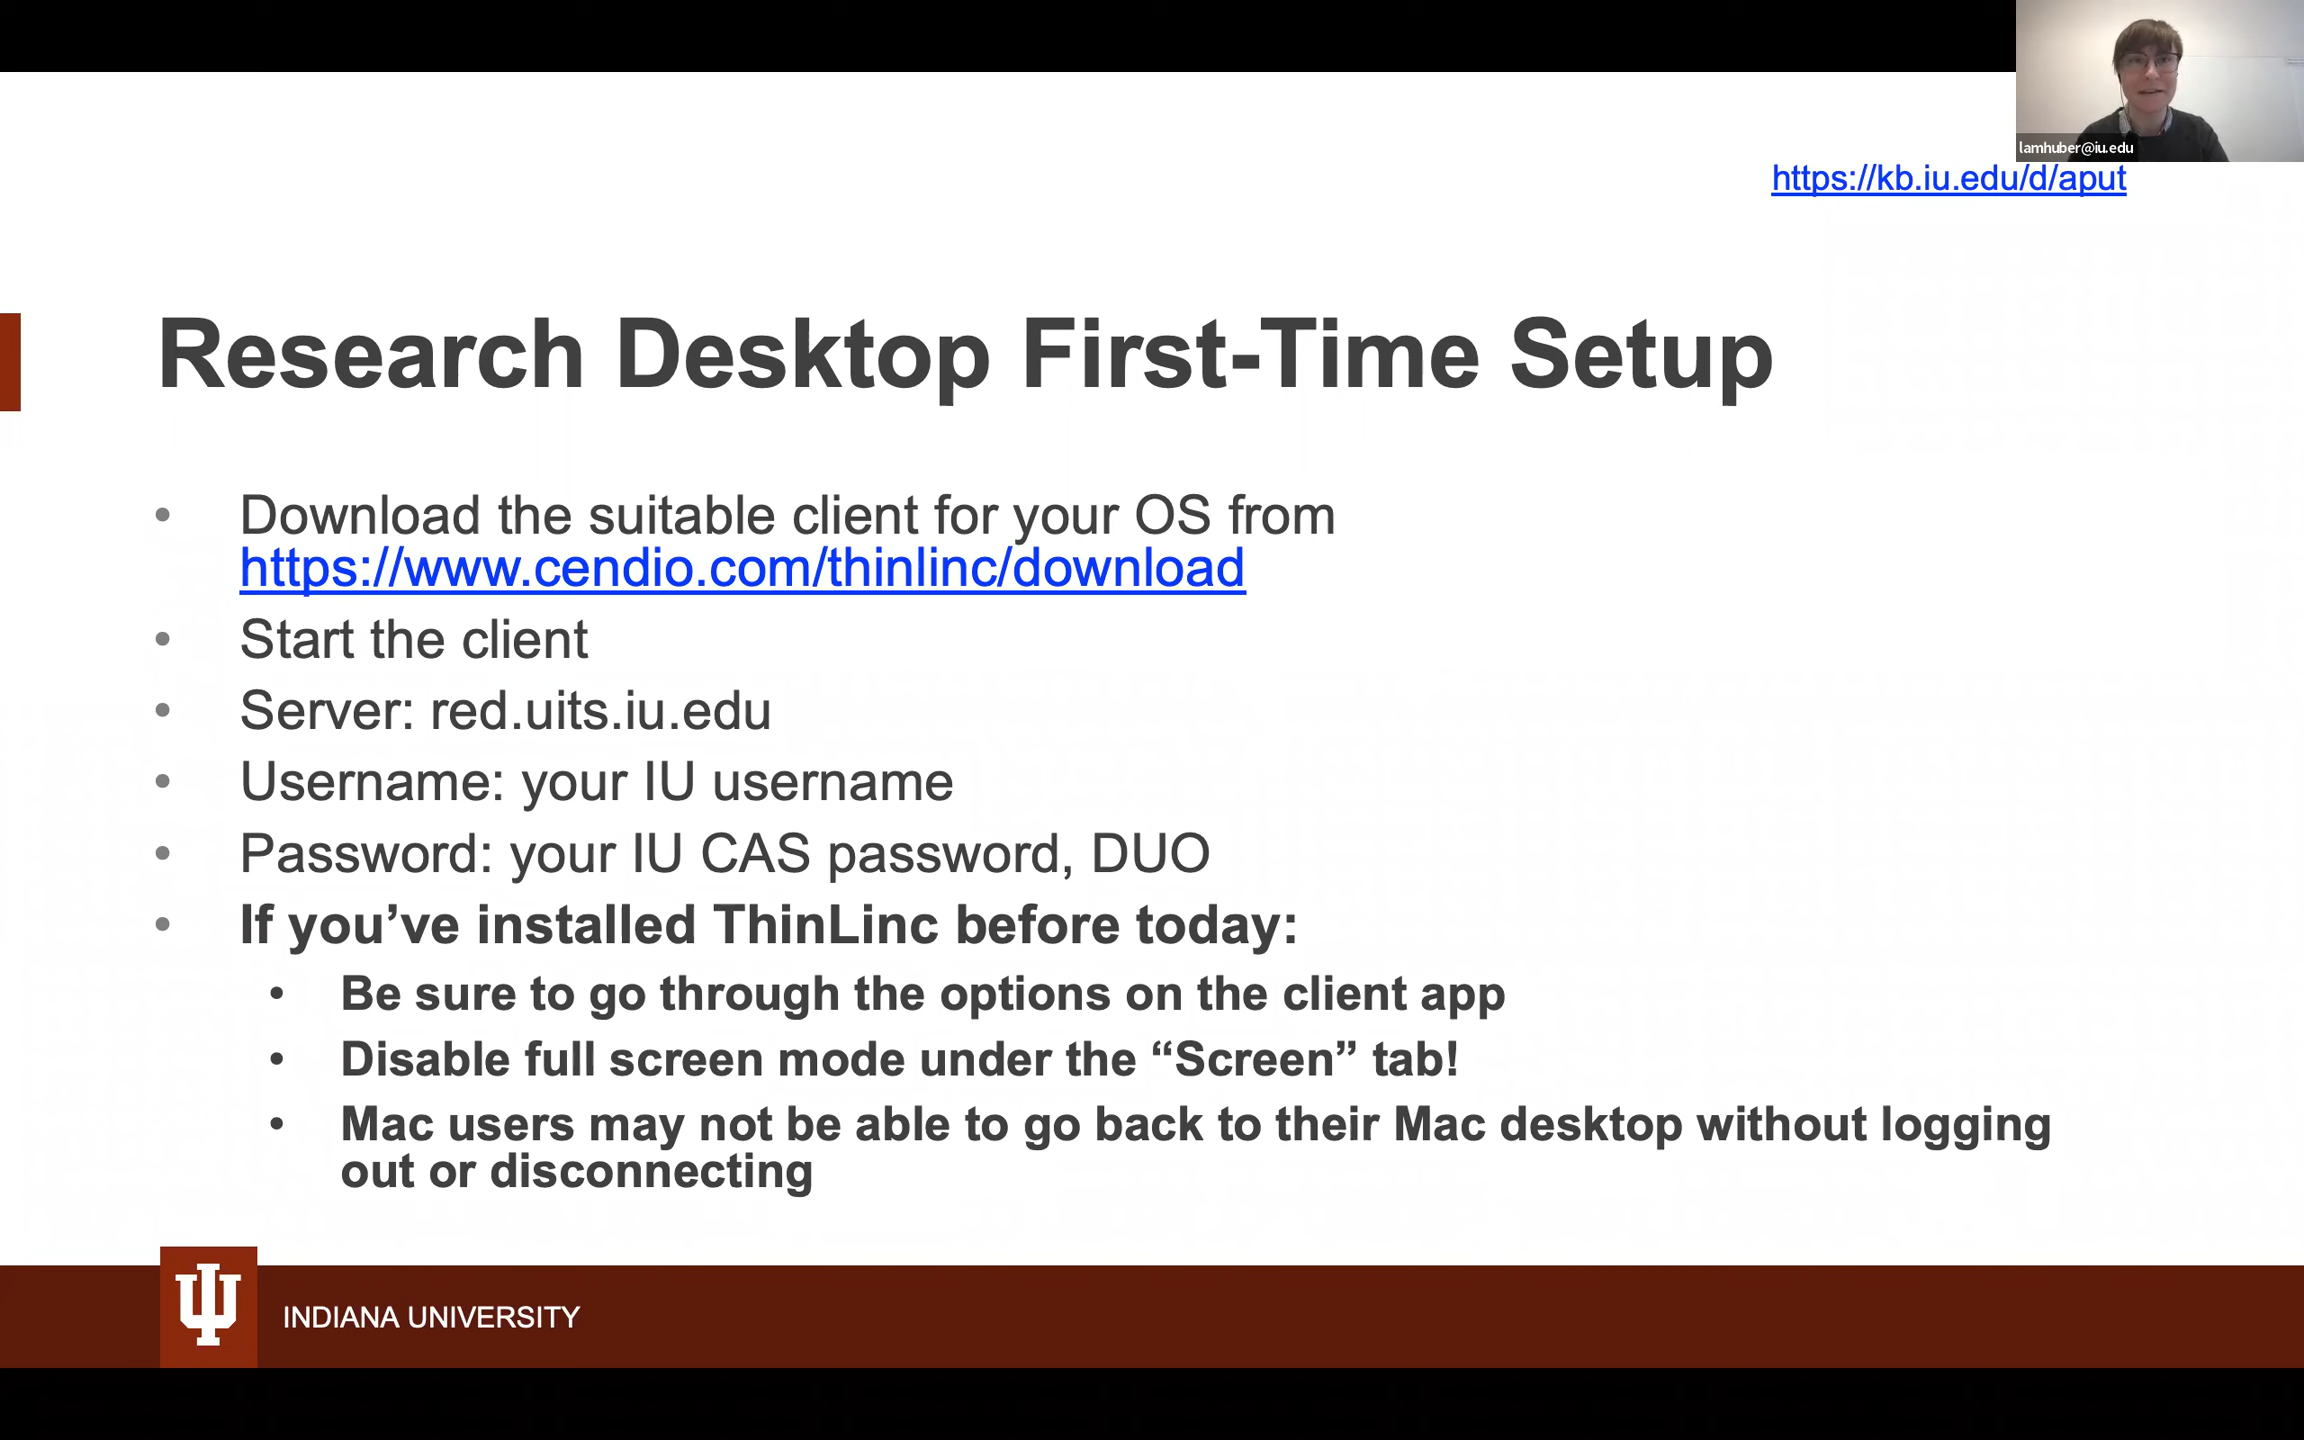 lamhuber@iu.edu
https://kb.iu.edu/d/aput
Research Desktop First-Time Setup
• Download the suitable client for your OS from
https://www.cendio.com/thinlinc/download
• Start the client
• Server: red.uits.iu.edu
• Username: your IU username
• Password: your IU CAS password, DUO
• If you’ve installed ThinLinc before today:
• Be sure to go through the options on the client app
• Disable full screen mode under the “Screen” tab!
• Mac users may not be able to go back to their Mac desktop without logging
out or disconnecting
INDIANA UNIVERSITY